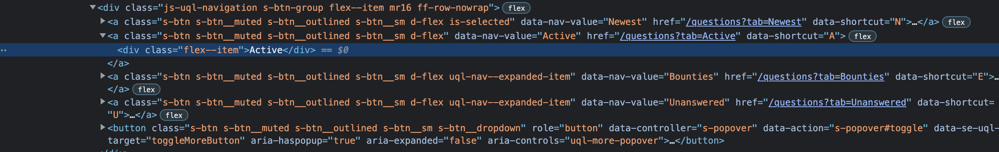 ▼<div class="js-uql-navigation s-btn-group flex--item mr16 ff-row-nowrap"> flex
▶<a class="s-btn s-btn__muted s-btn__outlined s-btn__sm d-flex is-selected" data-nav-value="Newest" href="/questions?tab=Newest" data-shortcut="N">…</a> flex
▼<a class="s-btn s-btn__muted s-btn__outlined s-btn__sm d-flex" data-nav-value="Active" href="/questions?tab=Active" data-shortcut="A"> flex
<div class="flex--item">Active</div> == $0
</a>
▶<a class="s-btn s-btn__muted s-btn__outlined s-btn__sm d-flex uql-nav--expanded-item" data-nav-value="Bounties" href="/questions?tab=Bounties" data-shortcut="E">…
</a> flex
▶<a class="s-btn s-btn__muted s-btn__outlined s-btn__sm d-flex uql-nav--expanded-item" data-nav-value="Unanswered" href="/questions?tab=Unanswered" data-shortcut=
"U">…</a> flex
▶<button class="s-btn s-btn__muted s-btn__outlined s-btn__sm s-btn__dropdown" role="button" data-controller="s-popover" data-action="s-popover#toggle" data-se-uql-
target="toggleMoreButton" aria-haspopup="true" aria-expanded="false" aria-controls="uql-more-popover">…</button>